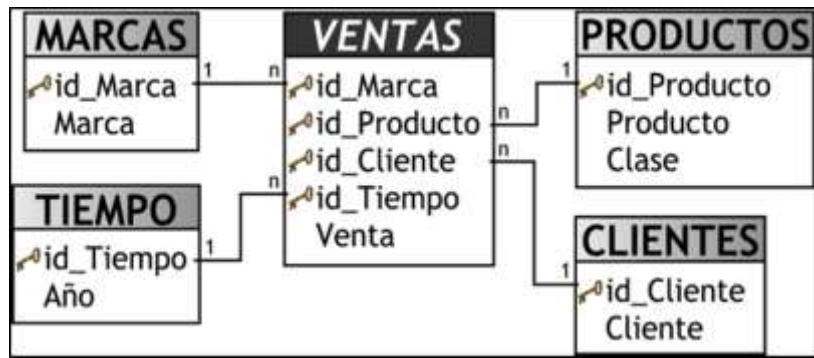 MARCAS
id_Marca
Marca
1
n
VENTAS
id_Marca
id_Producto
id_Cliente
id_Tiempo
Venta
n
n
n
1
PRODUCTOS
id_Producto
Producto
Clase
TIEMPO
id_Tiempo
Año
1
1
CLIENTES
id_Cliente
Cliente